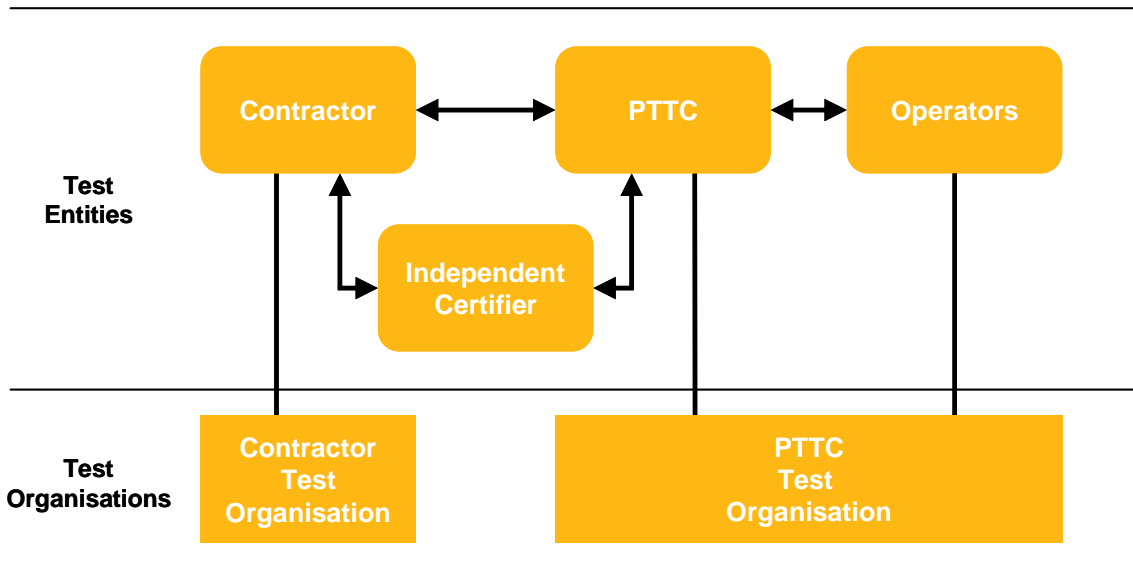 Contractor
PTTC
Operators
Test
Entities
Independent
Certifier
Test
Organisations
Contractor
Test
Organisation
PTTC
Test
Organisation